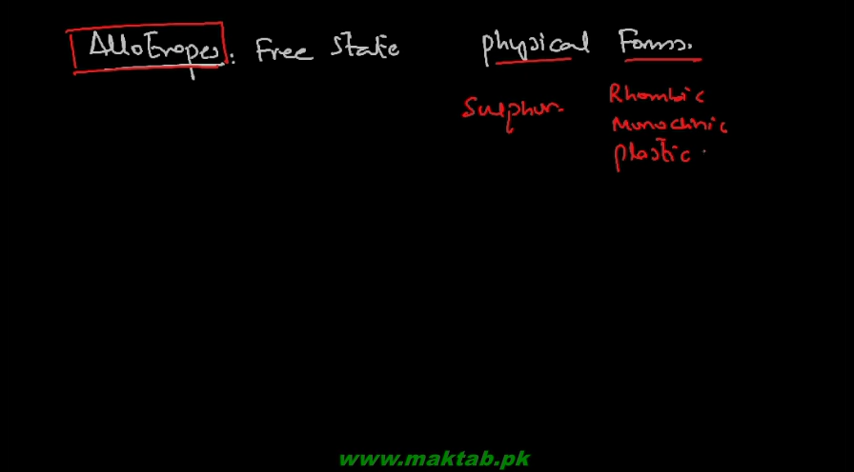 Allotropes: Free State physical Forms.
Sulphur. Rhombic
Monoclinic
plastic.
www.maktab.pk